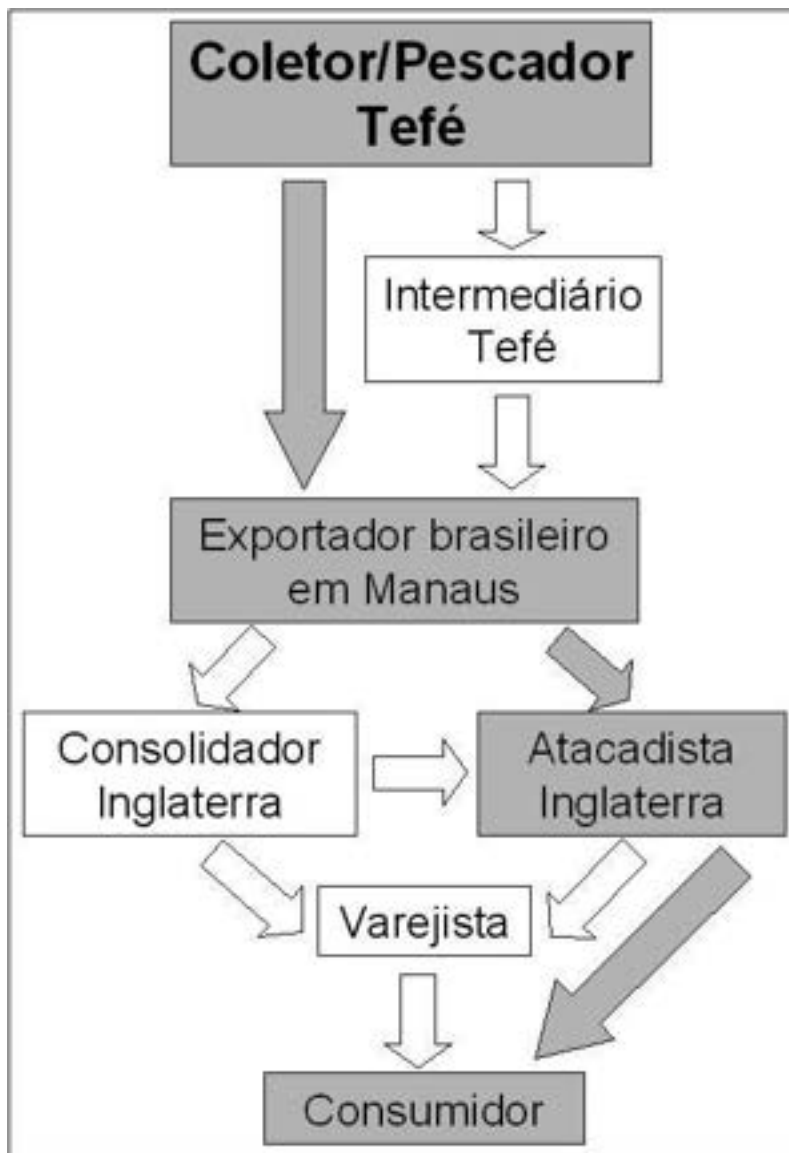 Coletor/Pescador
Tefé
Intermediário
Tefé
Exportador brasileiro
em Manaus
Consolidador
Inglaterra
Atacadista
Inglaterra
Varejista
Consumidor